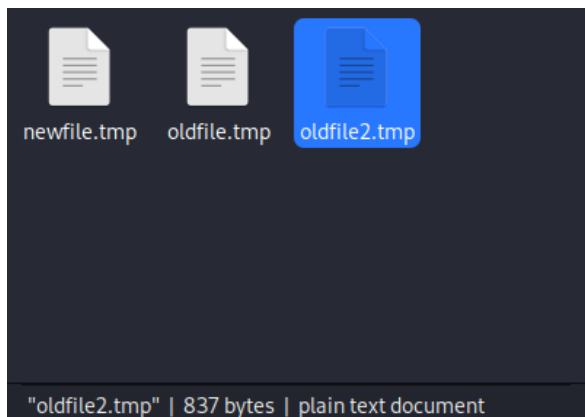 newfile.tmp oldfile.tmp oldfile2.tmp
"oldfile2.tmp" | 837 bytes | plain text document